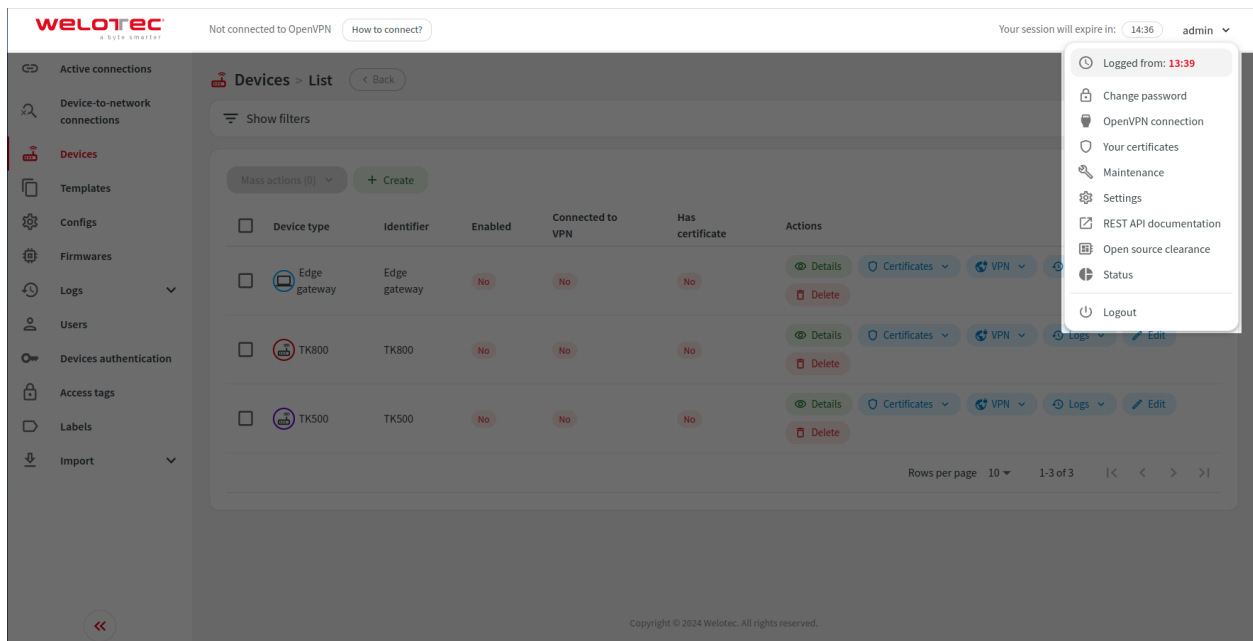 welotec
a byte smarter
Not connected to OpenVPN
How to connect?
Your session will expire in: 14:36
admin
Logged from: 13:39
Change password
OpenVPN connection
Your certificates
Maintenance
Settings
REST API documentation
Open source clearance
Status
Logout
Active connections
Device-to-network
connections
Devices
Templates
Configs
Firmwares
Logs
Users
Devices authentication
Access tags
Labels
Import
Devices > List
< Back
Show filters
Mass actions (0)
+ Create
Device type Identifier Enabled Connected to VPN Has certificate Actions
Edge gateway Edge gateway No No No Details Certificates VPN
Delete
TK800 TK800 No No No Details Certificates VPN Logs Edit
Delete
TK500 TK500 No No No Details Certificates VPN Logs Edit
Delete
Rows per page 10 1-3 of 3
Copyright © 2024 Welotec. All rights reserved.